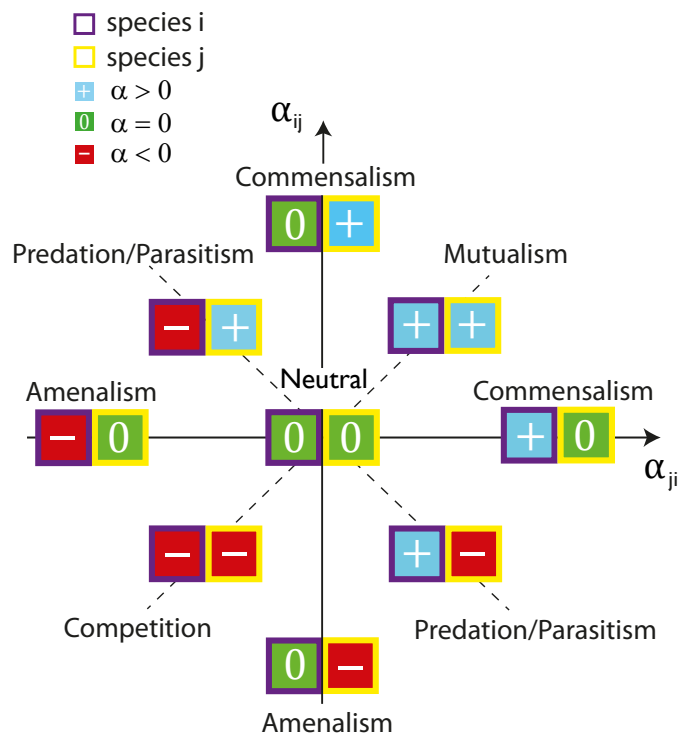 species i
species j
+ α > 0
0 α = 0
− α < 0
α_ij
Commensalism
0 +
Predation/Parasitism
Mutualism
− +
+ +
Neutral
Amenalism
Commensalism
− 0
0 0
+ 0
α_ji
− −
+ −
Competition
Predation/Parasitism
0 −
Amenalism